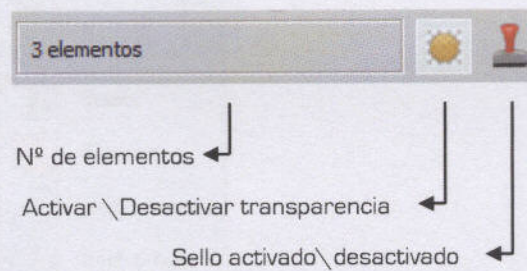 3 elementos
Nº de elementos
Activar \Desactivar transparencia
Sello activado\desactivado